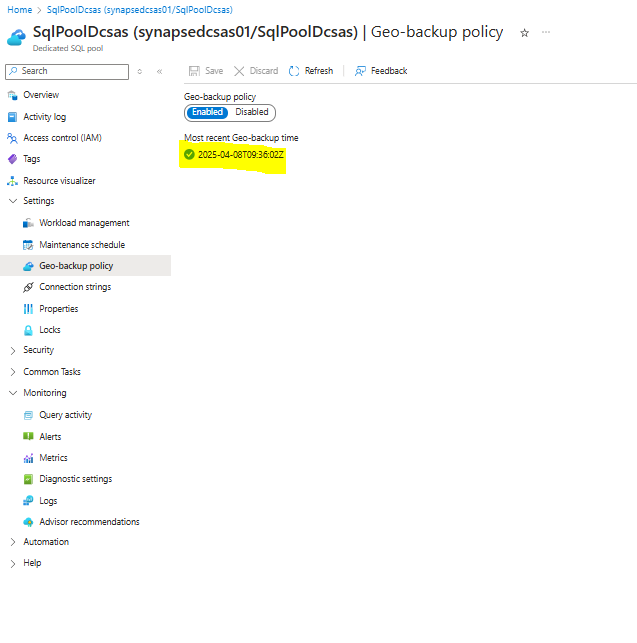 Home > SqlPoolDcsas (synapsedcsas01/SqlPoolDcsas)
SqlPoolDcsas (synapsedcsas01/SqlPoolDcsas) | Geo-backup policy
Dedicated SQL pool
Search
Save Discard Refresh Feedback
Overview
Activity log
Access control (IAM)
Tags
Resource visualizer
Settings
Workload management
Maintenance schedule
Geo-backup policy
Connection strings
Properties
Locks
Security
Common Tasks
Monitoring
Query activity
Alerts
Metrics
Diagnostic settings
Logs
Advisor recommendations
Automation
Help
Geo-backup policy
Enabled Disabled
Most recent Geo-backup time
2025-04-08T09:36:02Z